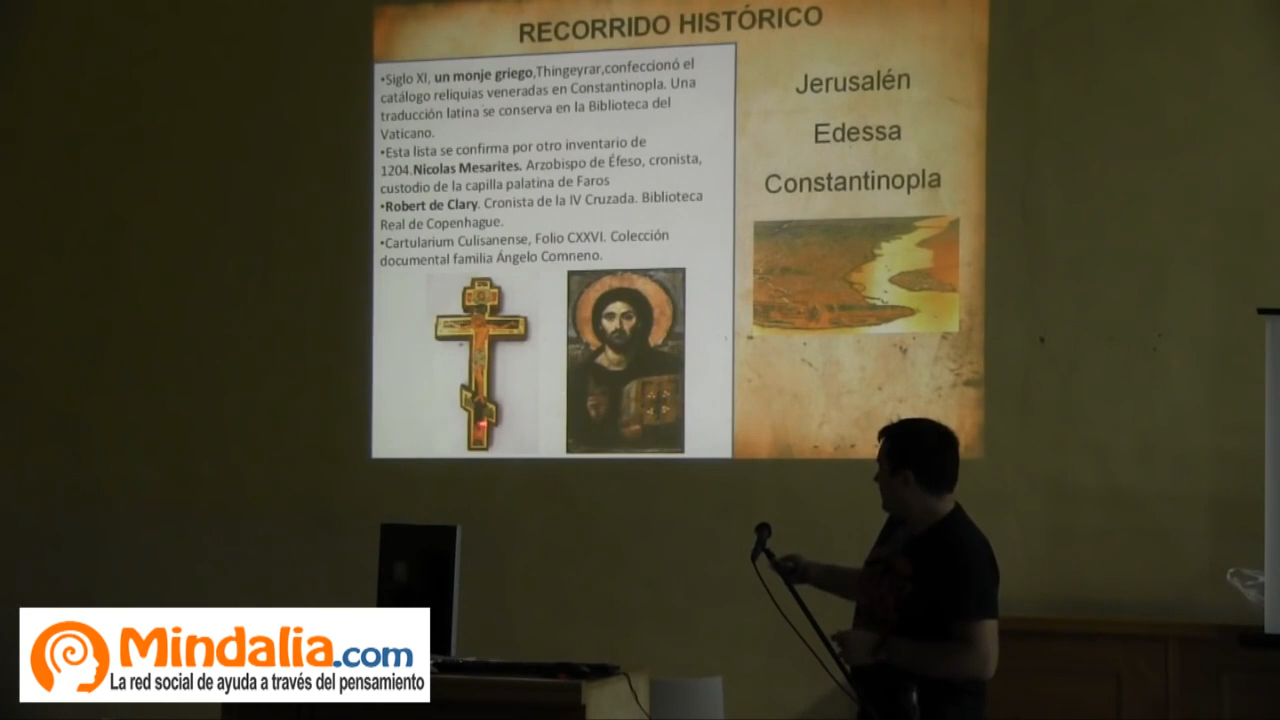 RECORRIDO HISTÓRICO
•Siglo XI, un monje griego,Thingeyrar,confeccionó el
catálogo reliquias veneradas en Constantinopla. Una
traducción latina se conserva en la Biblioteca del
Vaticano.
•Esta lista se confirma por otro inventario de
1204.Nicolas Mesarites. Arzobispo de Éfeso, cronista,
custodio de la capilla palatina de Faros
•Robert de Clary. Cronista de la IV Cruzada. Biblioteca
Real de Copenhague.
•Cartularium Culisanense, Folio CXXVI. Colección
documental familia Ángelo Comneno.
Jerusalén
Edessa
Constantinopla
Mindalia.com
La red social de ayuda a través del pensamiento